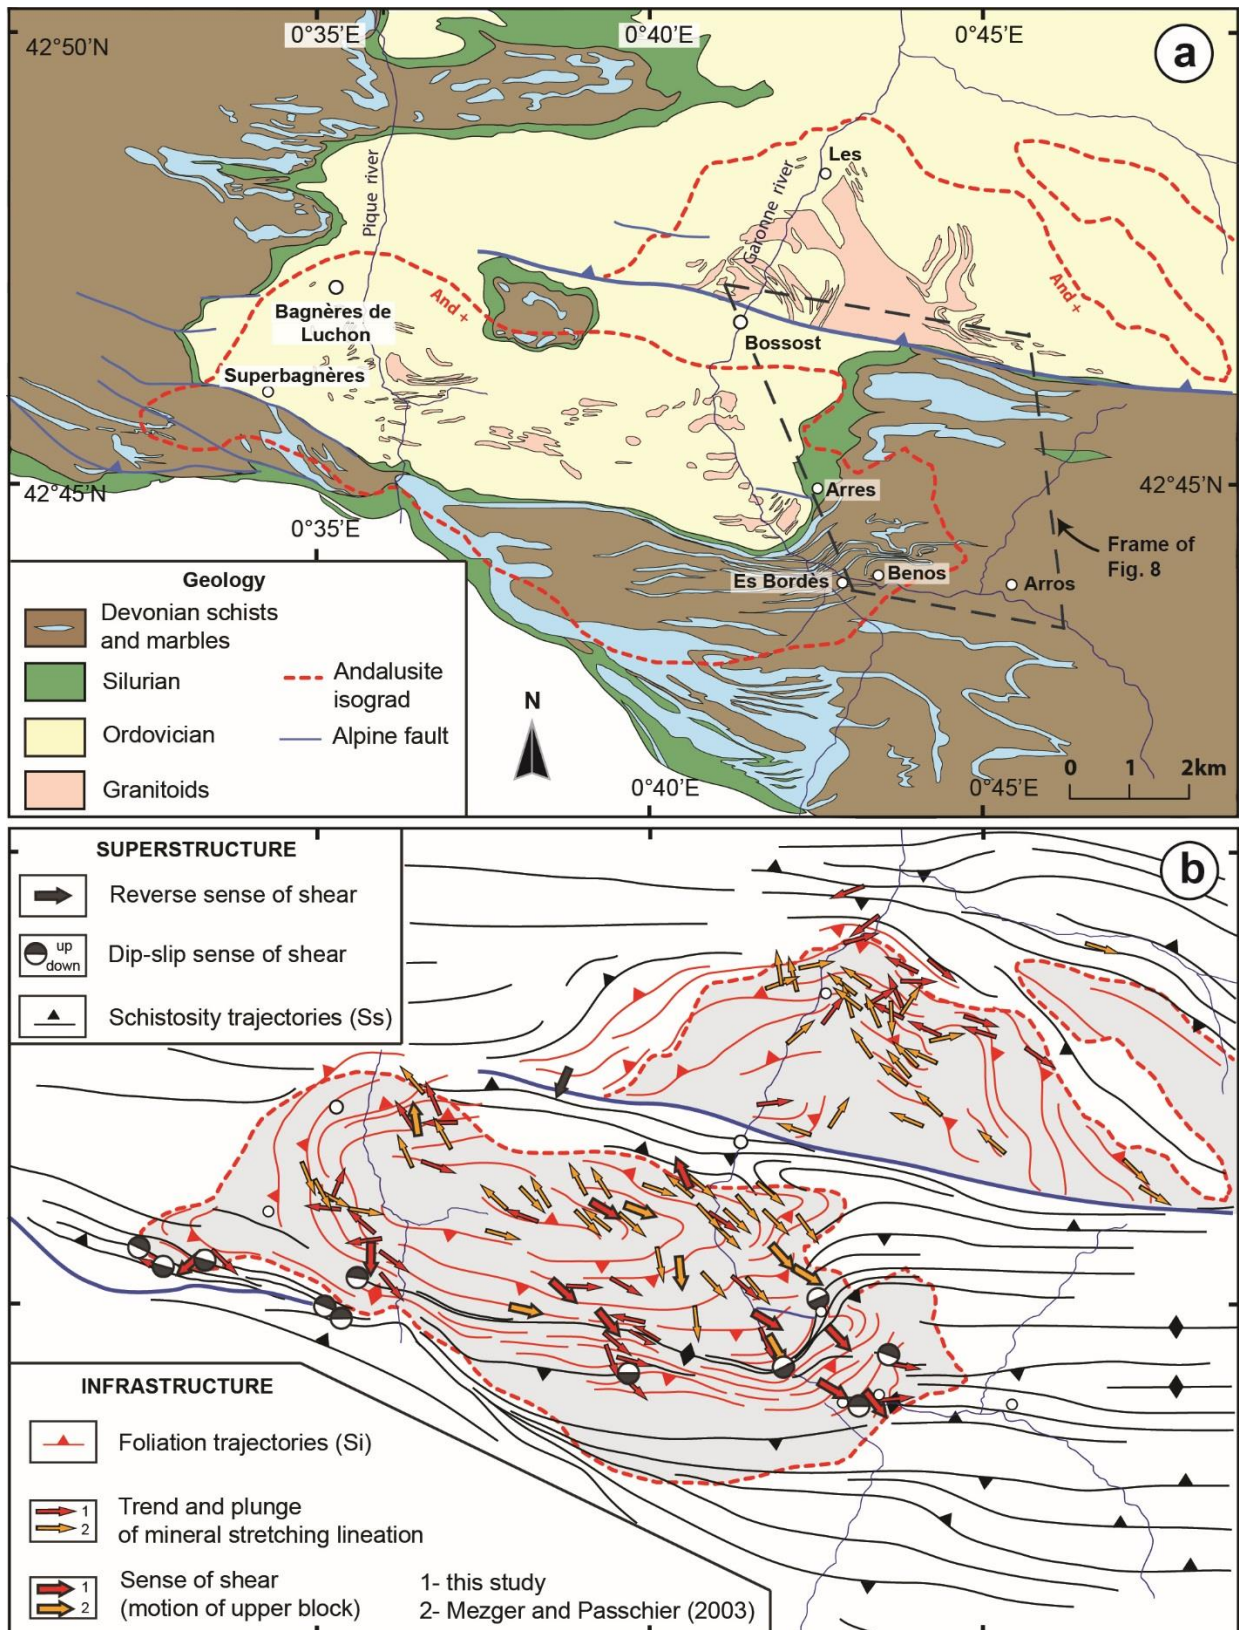 42°50'N
0°35'E
0°40'E
0°45'E
a
Pique river
Garonne river
Les
And +
And +
Bagnères de
Luchon
Bossost
Superbagnères
42°45'N
42°45'N
0°35'E
Arres
Frame of
Fig. 8
Es Bordès
Benos
Arros
Geology
Devonian schists
and marbles
Silurian
Andalusite
isograd
Ordovician
Alpine fault
Granitoids
N
0°40'E
0°45'E
0 1 2km
SUPERSTRUCTURE
b
Reverse sense of shear
up
down
Dip-slip sense of shear
Schistosity trajectories (Ss)
INFRASTRUCTURE
Foliation trajectories (Si)
1
2
Trend and plunge
of mineral stretching lineation
1
2
Sense of shear
(motion of upper block)
1- this study
2- Mezger and Passchier (2003)